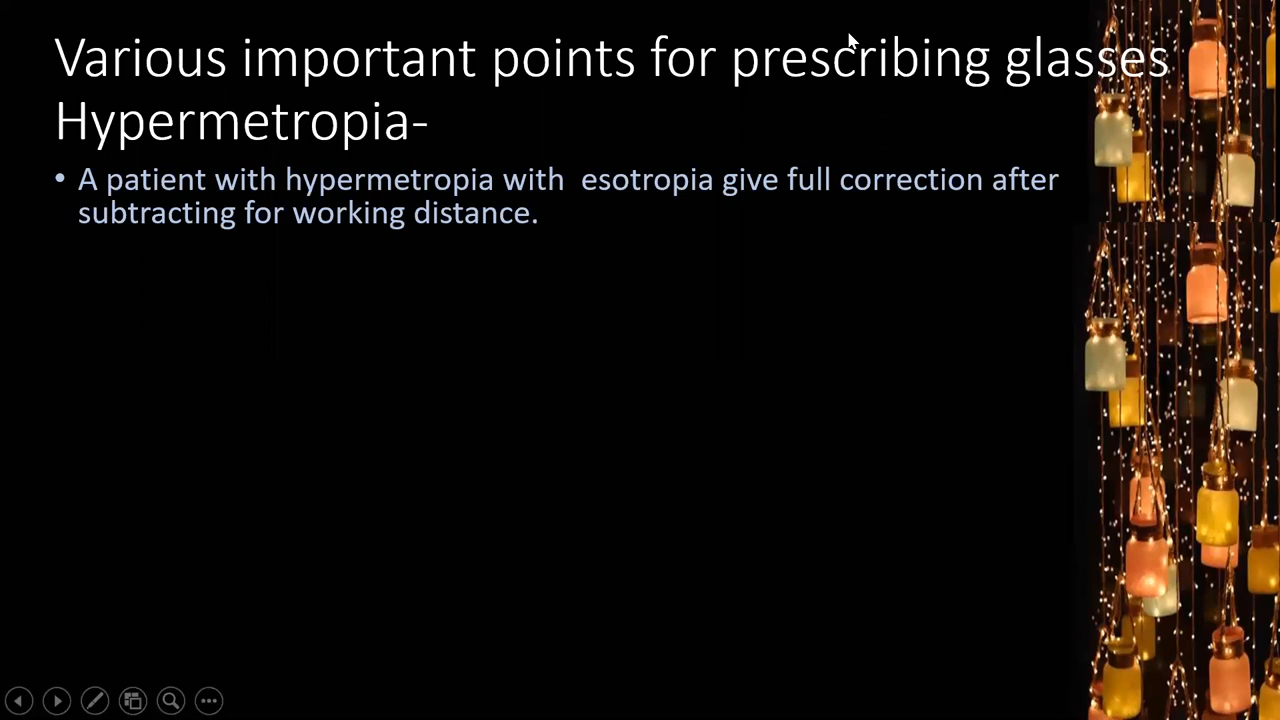 Various important points for prescribing glasses
Hypermetropia-
• A patient with hypermetropia with  esotropia give full correction after
subtracting for working distance.